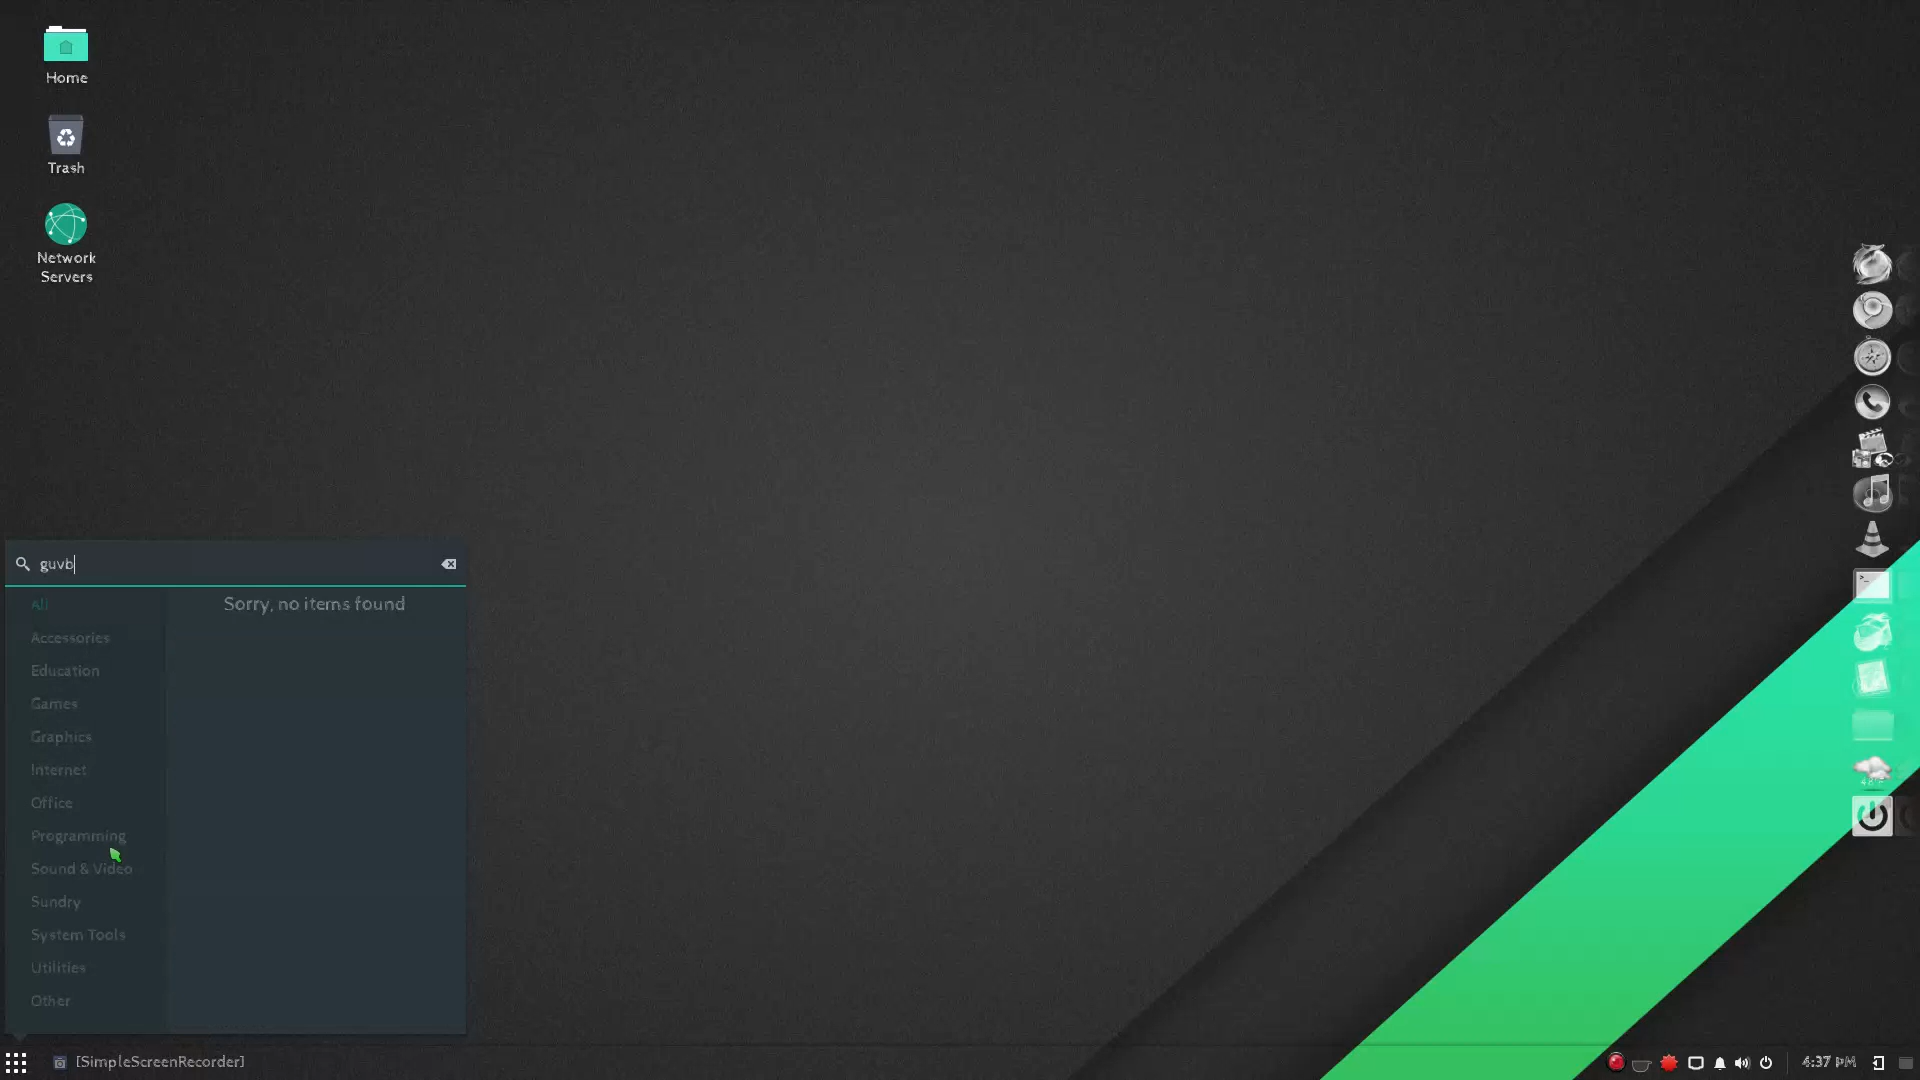 Home
Trash
Network
Servers
guvb
All
Sorry, no items found
Accessories
Education
Games
Graphics
Internet
Office
Programming
Sound & Video
Sundry
System Tools
Utilities
Other
[SimpleScreenRecorder]
4:37 PM